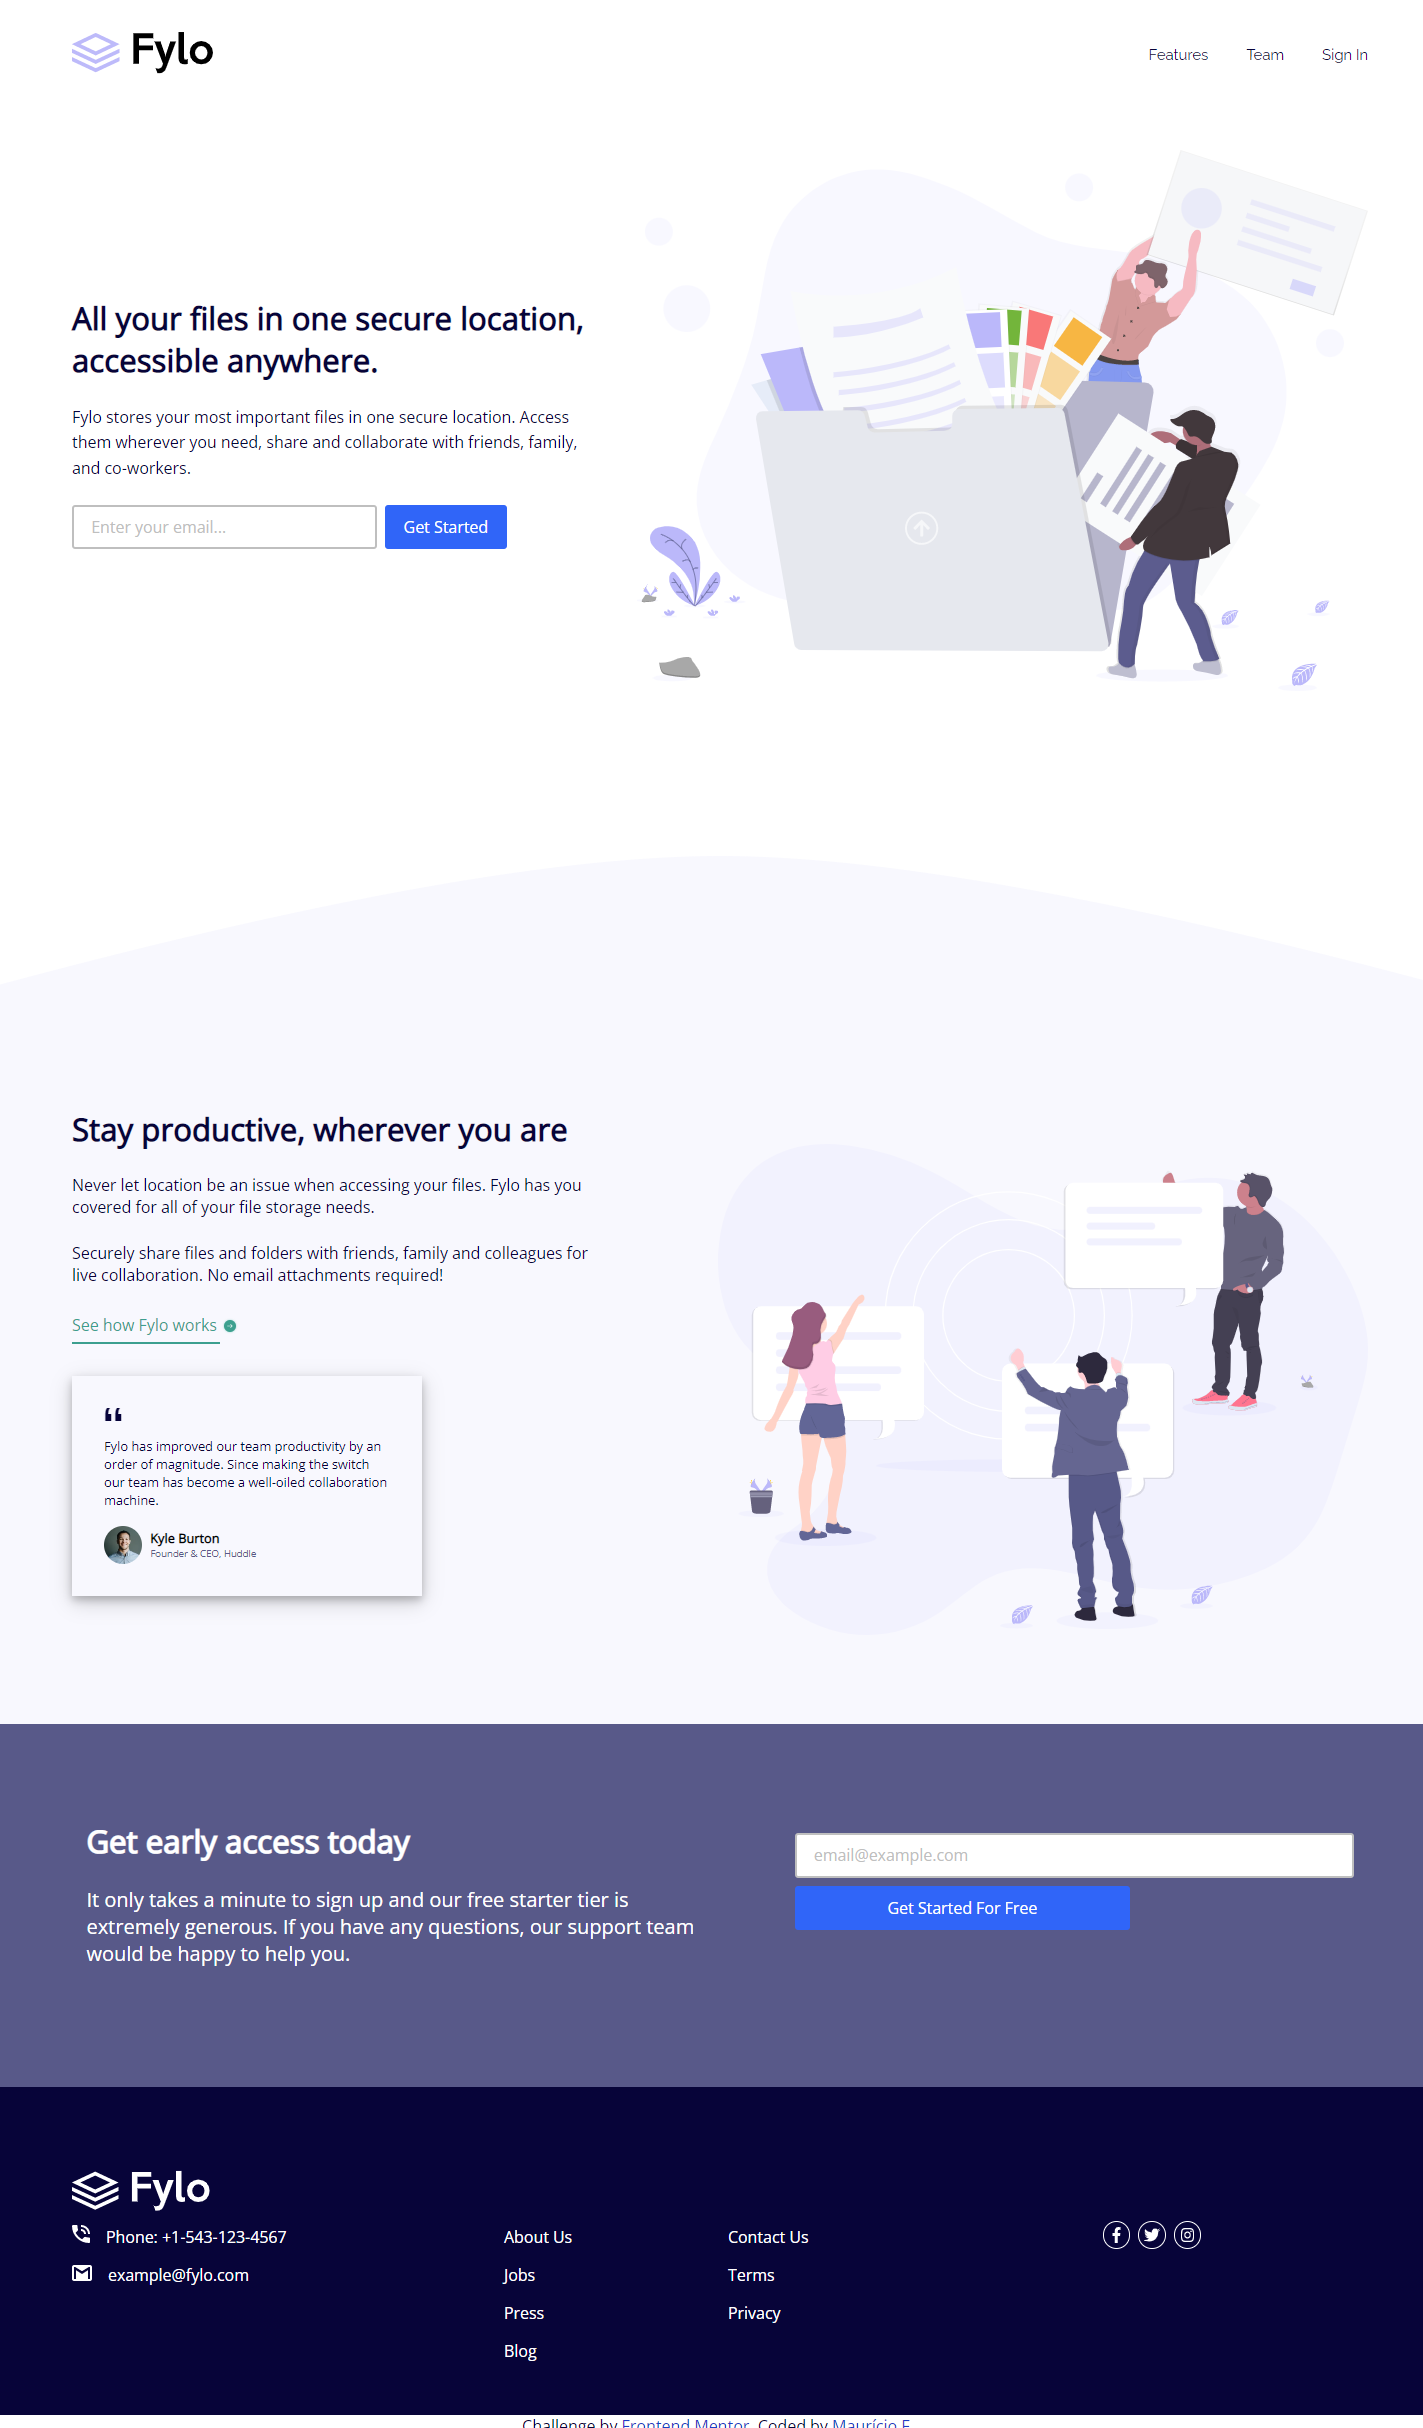 Fylo
Features Team Sign In
All your files in one secure location,
accessible anywhere.
Fylo stores your most important files in one secure location. Access
them wherever you need, share and collaborate with friends, family,
and co-workers.
Enter your email... Get Started
Stay productive, wherever you are
Never let location be an issue when accessing your files. Fylo has you
covered for all of your file storage needs.
Securely share files and folders with friends, family and colleagues for
live collaboration. No email attachments required!
See how Fylo works
“
Fylo has improved our team productivity by an
order of magnitude. Since making the switch
our team has become a well-oiled collaboration
machine.
Kyle Burton
Founder & CEO, Huddle
Get early access today
It only takes a minute to sign up and our free starter tier is
extremely generous. If you have any questions, our support team
would be happy to help you.
email@example.com
Get Started For Free
Fylo
Phone: +1-543-123-4567
example@fylo.com
About Us
Jobs
Press
Blog
Contact Us
Terms
Privacy
Challenge by Frontend Mentor. Coded by Maurício F